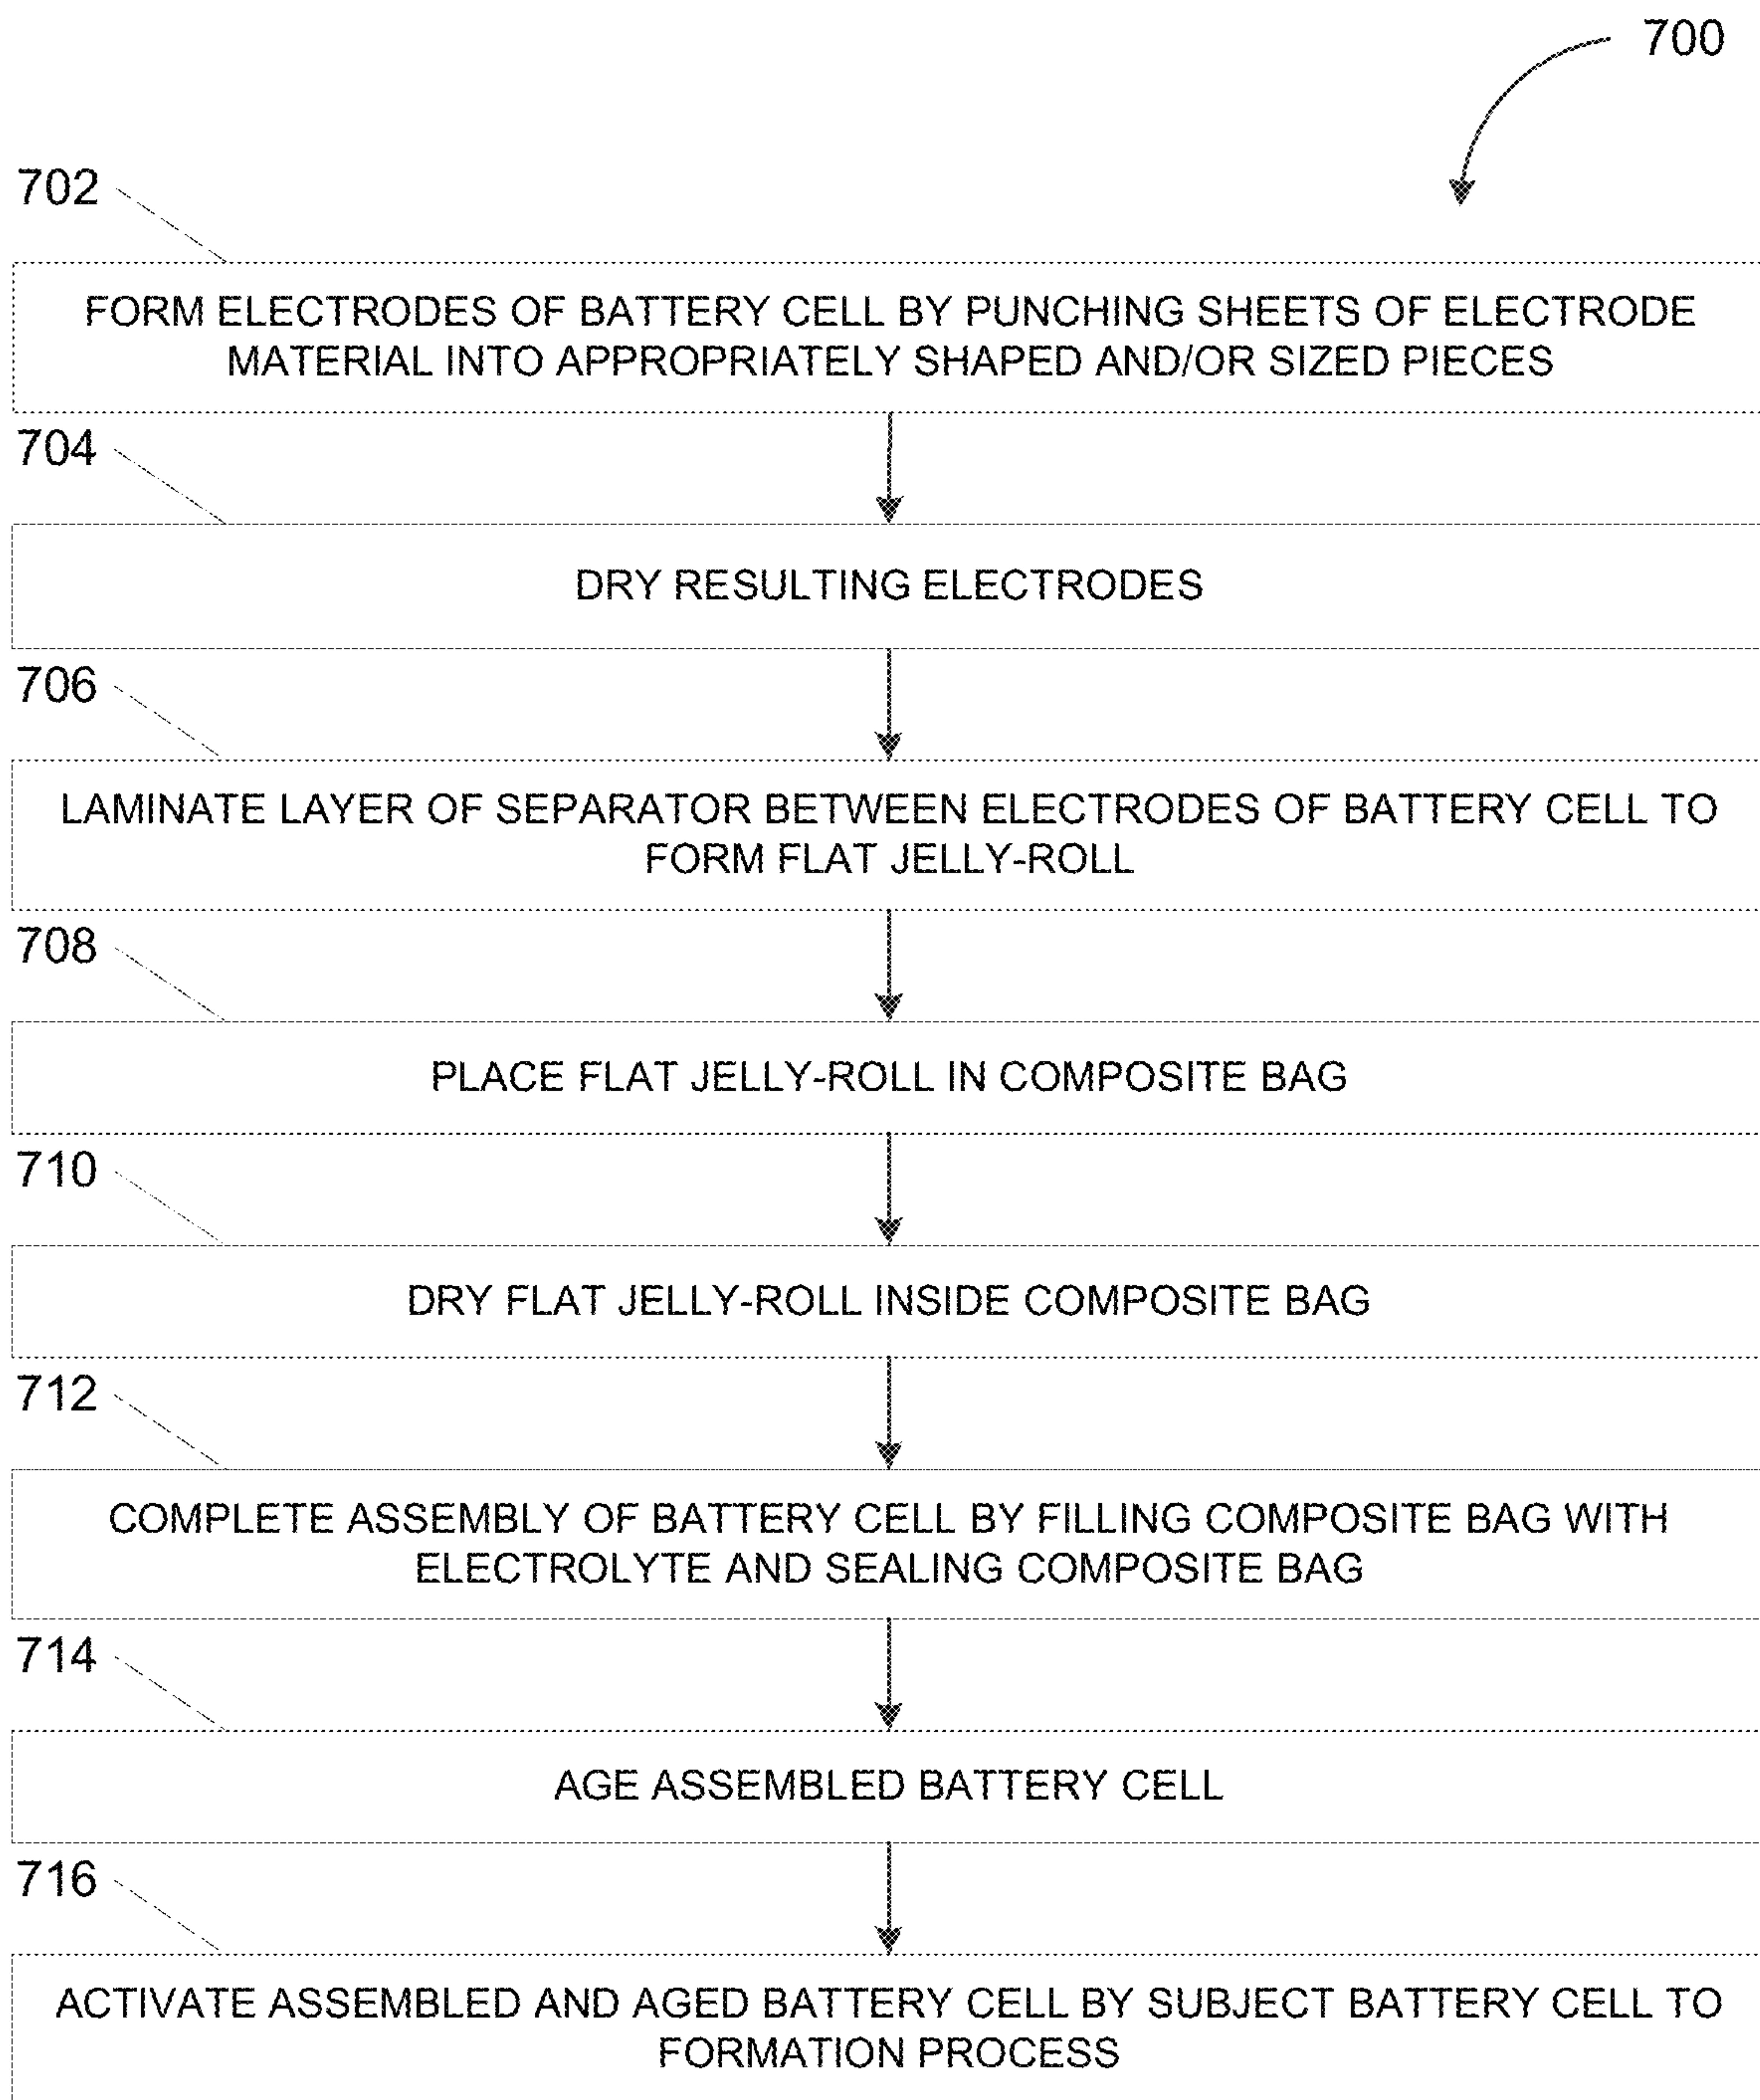 700
702
FORM ELECTRODES OF BATTERY CELL BY PUNCHING SHEETS OF ELECTRODE
MATERIAL INTO APPROPRIATELY SHAPED AND/OR SIZED PIECES
704
DRY RESULTING ELECTRODES
706
LAMINATE LAYER OF SEPARATOR BETWEEN ELECTRODES OF BATTERY CELL TO
FORM FLAT JELLY-ROLL
708
PLACE FLAT JELLY-ROLL IN COMPOSITE BAG
710
DRY FLAT JELLY-ROLL INSIDE COMPOSITE BAG
712
COMPLETE ASSEMBLY OF BATTERY CELL BY FILLING COMPOSITE BAG WITH
ELECTROLYTE AND SEALING COMPOSITE BAG
714
AGE ASSEMBLED BATTERY CELL
716
ACTIVATE ASSEMBLED AND AGED BATTERY CELL BY SUBJECT BATTERY CELL TO
FORMATION PROCESS